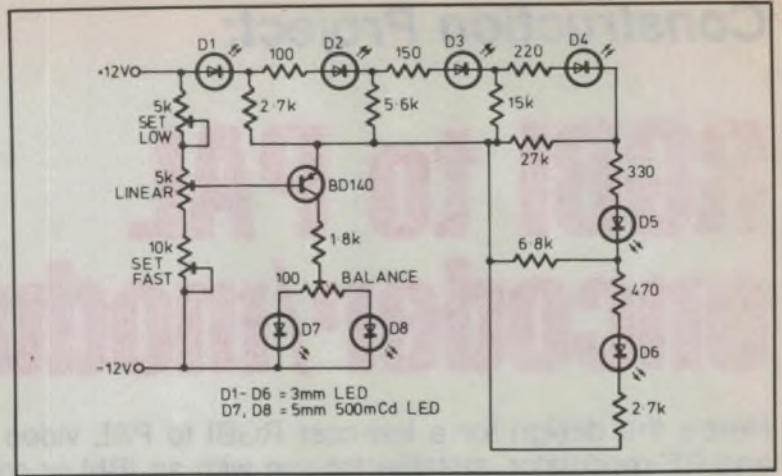 D1
100
D2
150
D3
220
D4
+12V
5k
SET
LOW
2·7k
5·6k
15k
27k
5k
LINEAR
BD140
330
D5
10k
SET
FAST
1·8k
6·8k
100
BALANCE
470
D7
D8
D6
-12V
2·7k
D1-D6 = 3mm LED
D7, D8 = 5mm 500mCd LED